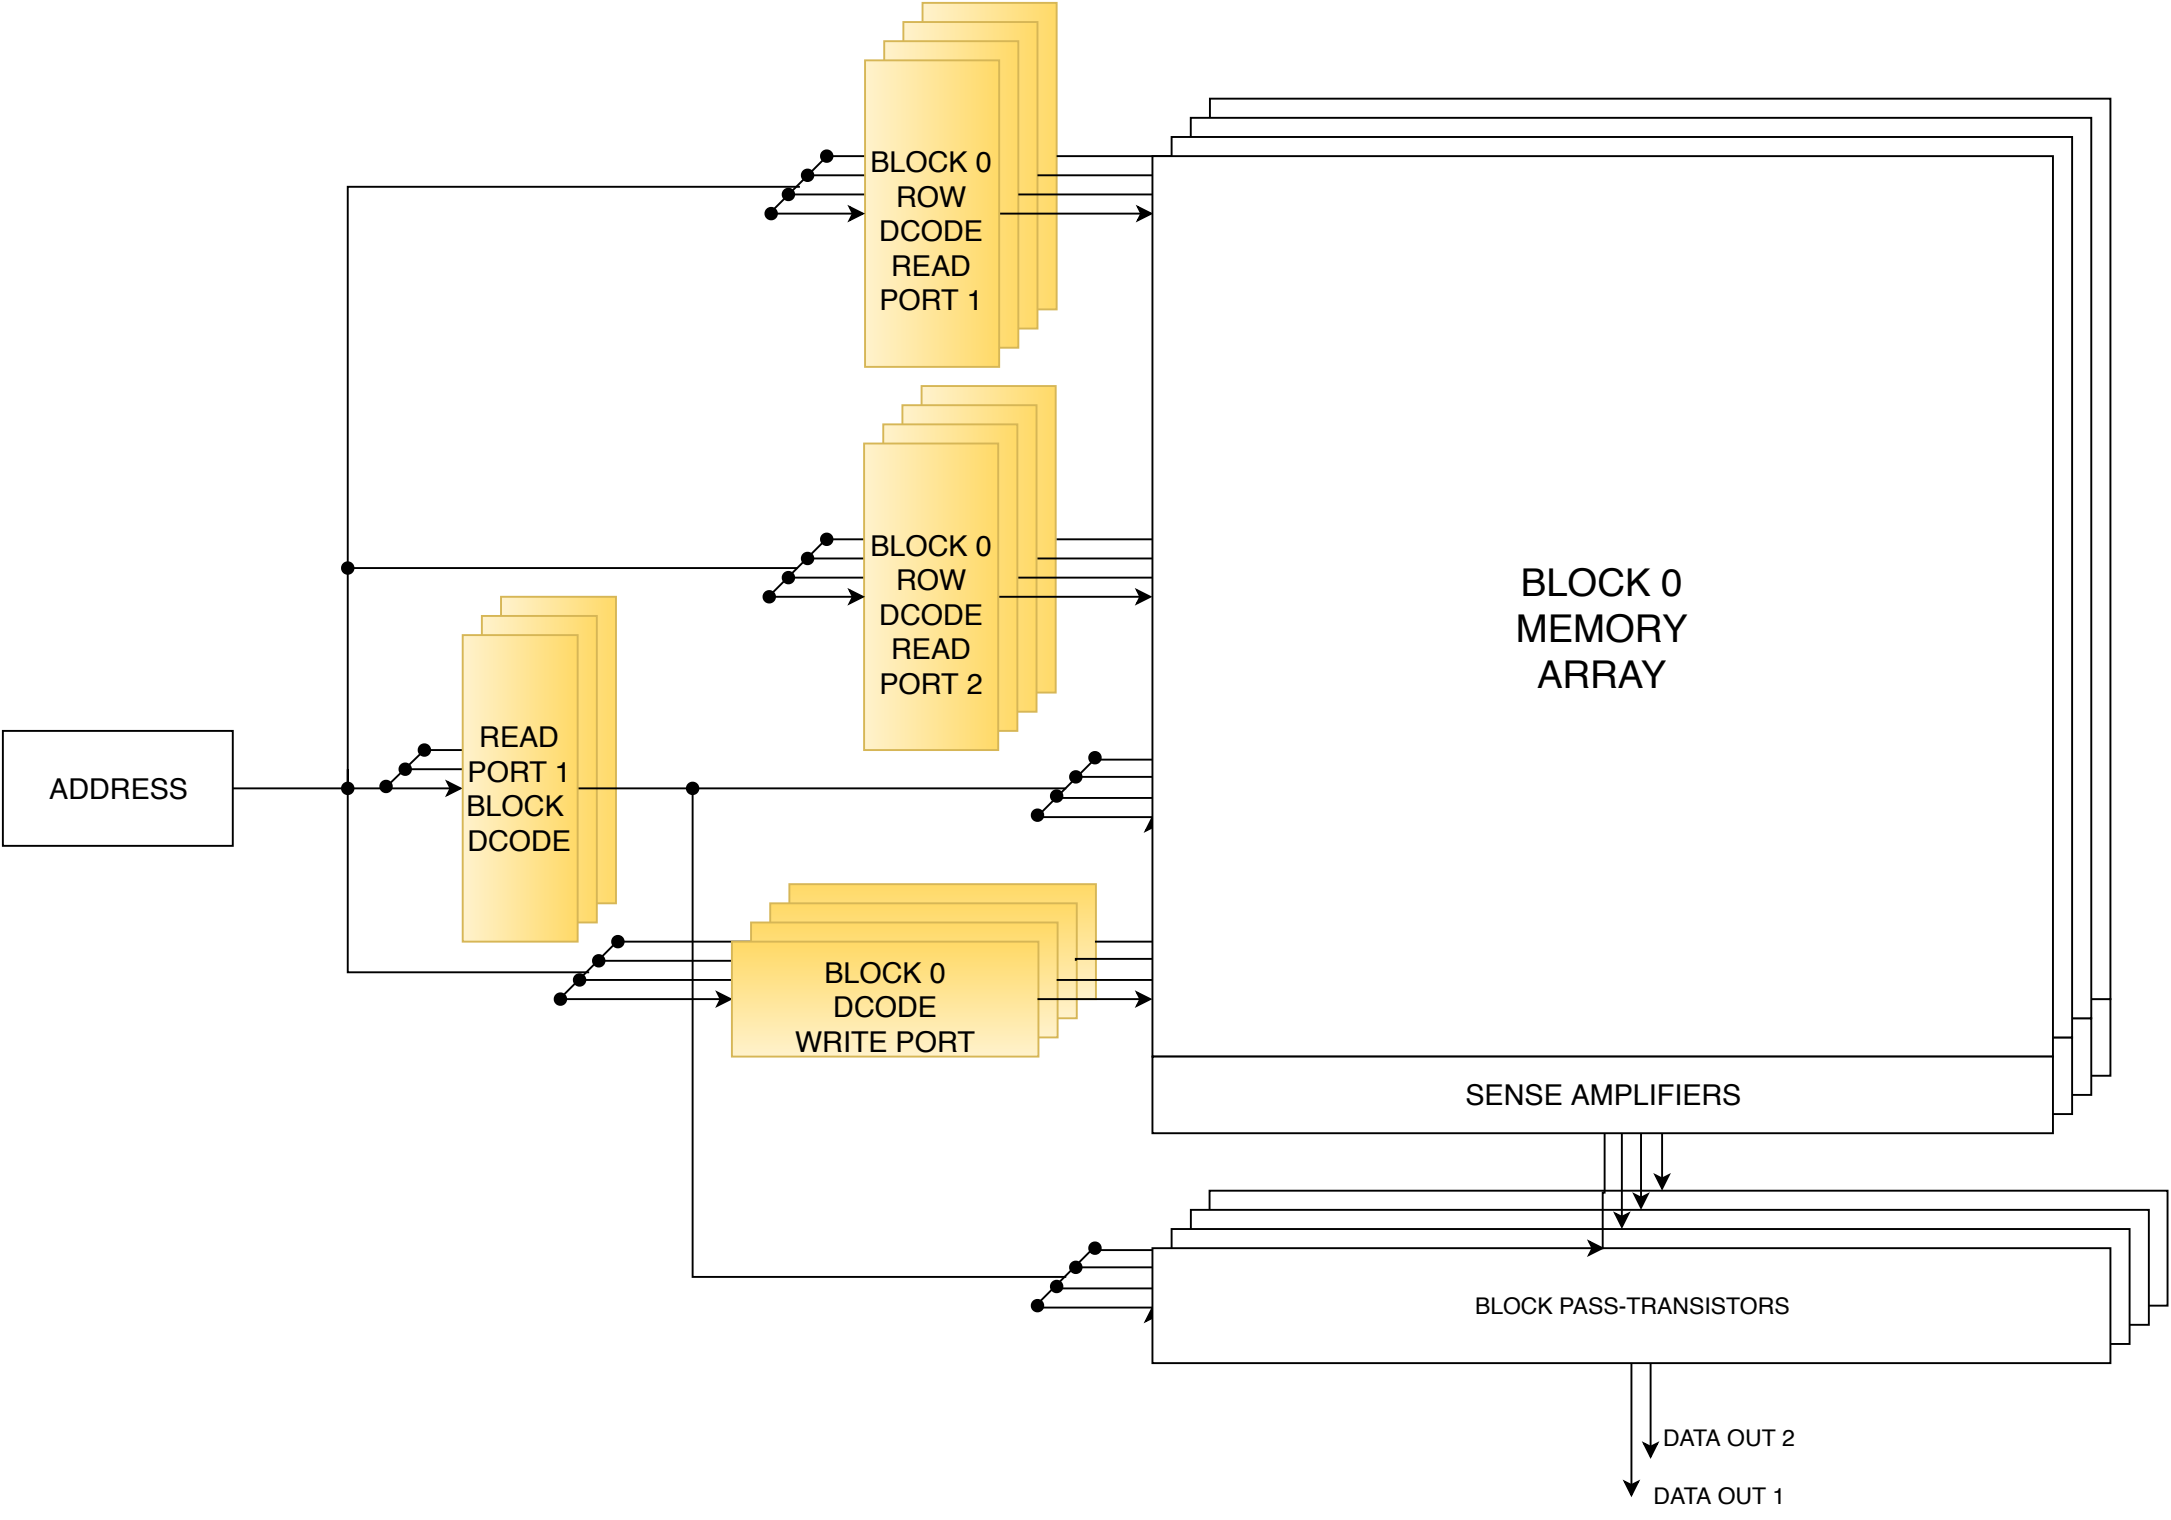 BLOCK 0
ROW
DCODE
READ
PORT 1
BLOCK 0
ROW
DCODE
READ
PORT 2
BLOCK 0
MEMORY
ARRAY
READ
PORT 1
BLOCK
DCODE
ADDRESS
BLOCK 0
DCODE
WRITE PORT
SENSE AMPLIFIERS
BLOCK PASS-TRANSISTORS
DATA OUT 2
DATA OUT 1